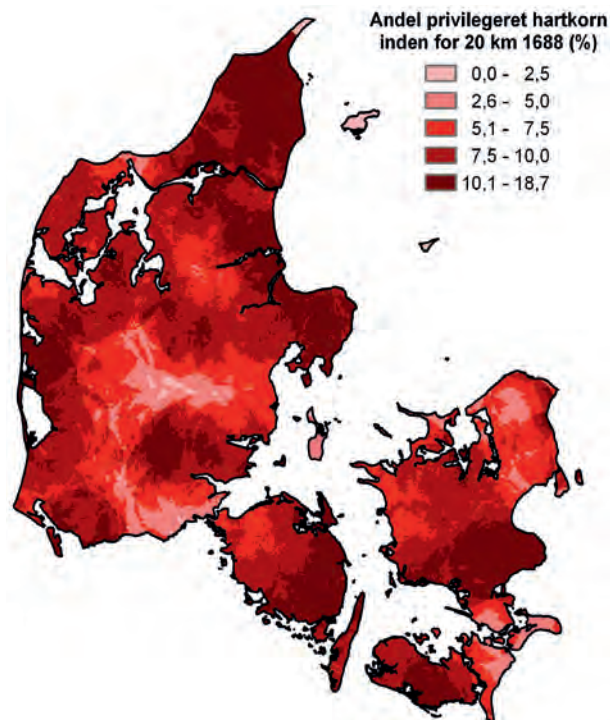 Andel privilegeret hartkorn
inden for 20 km 1688 (%)
0,0 - 2,5
2,6 - 5,0
5,1 - 7,5
7,5 - 10,0
10,1 - 18,7